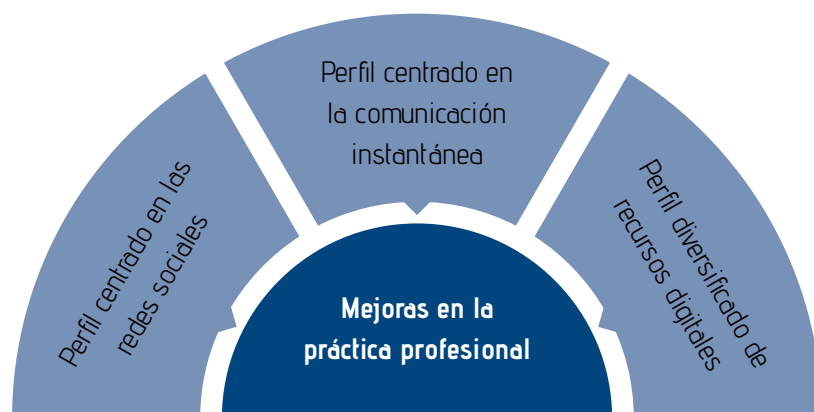 Perfil centrado en las
redes sociales
Perfil centrado en
la comunicación
instantánea
Perfil diversificado de
recursos digitales
Mejoras en la
práctica profesional